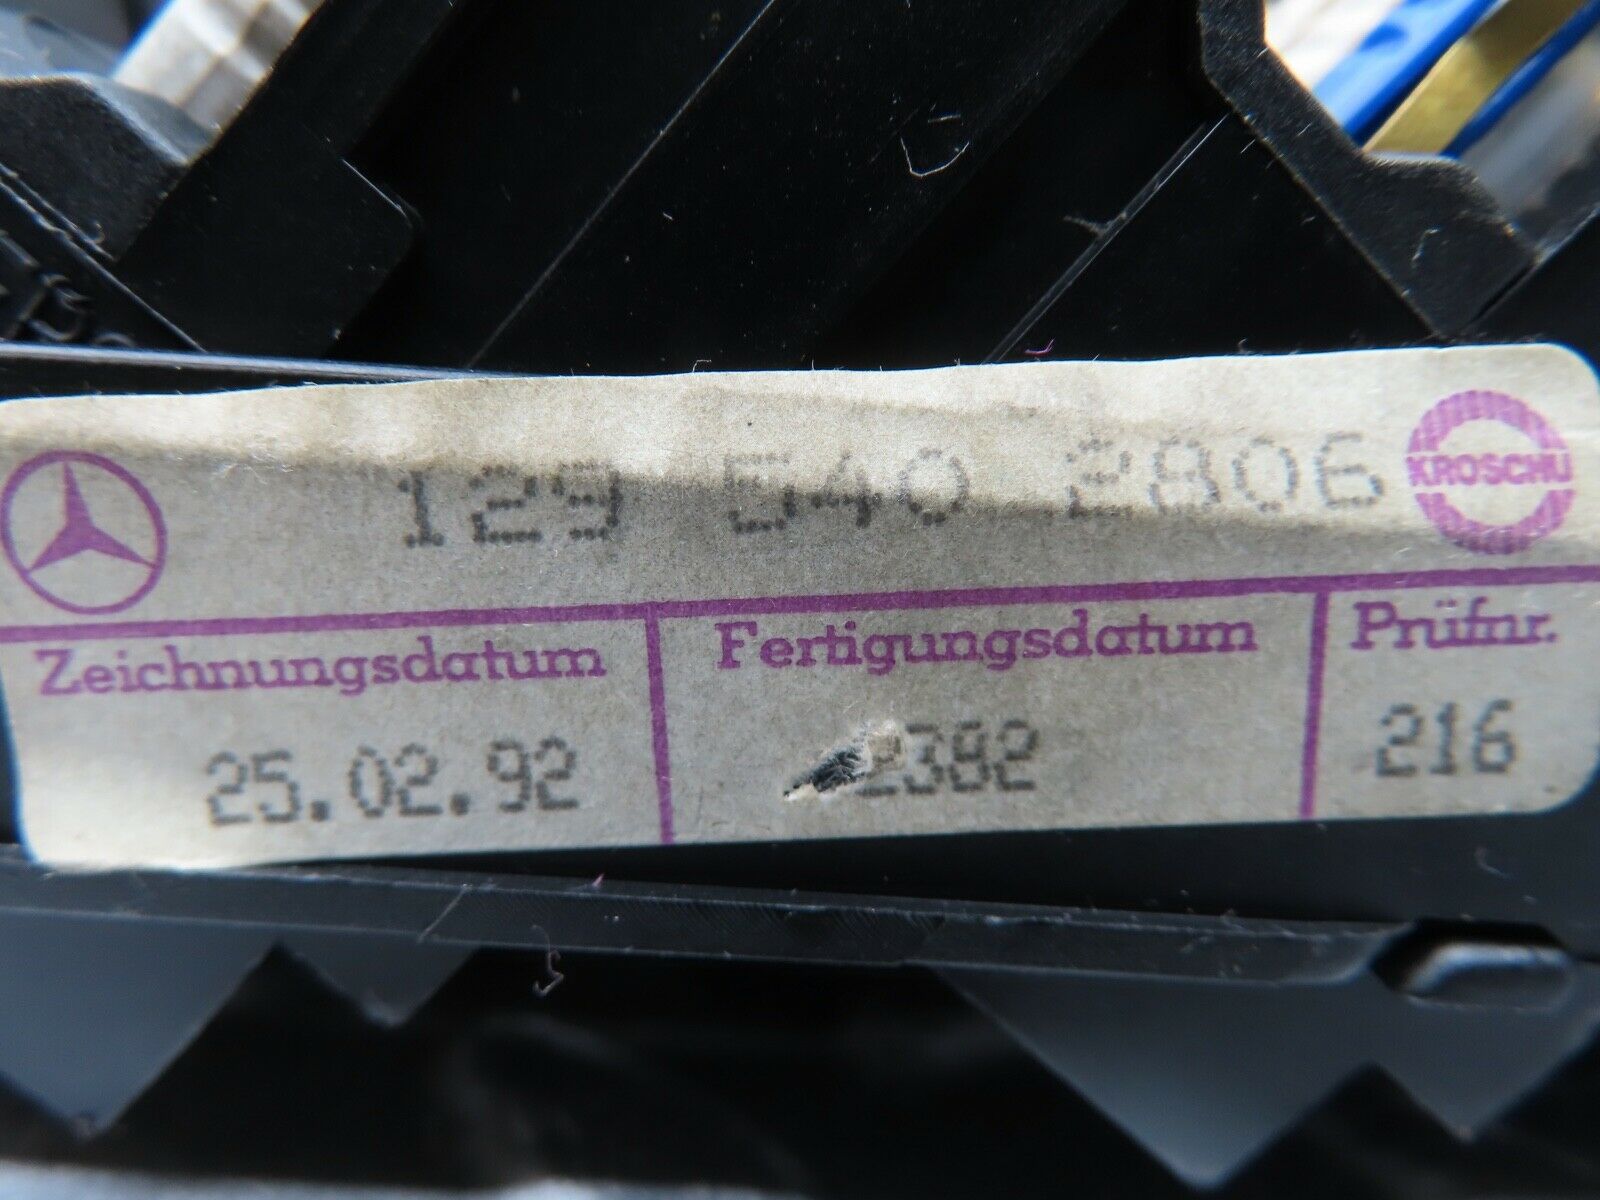 129 540 2806 KROSCHU
Zeichnungsdatum Fertigungsdatum Prüfnr.
25.02.92 2382 216